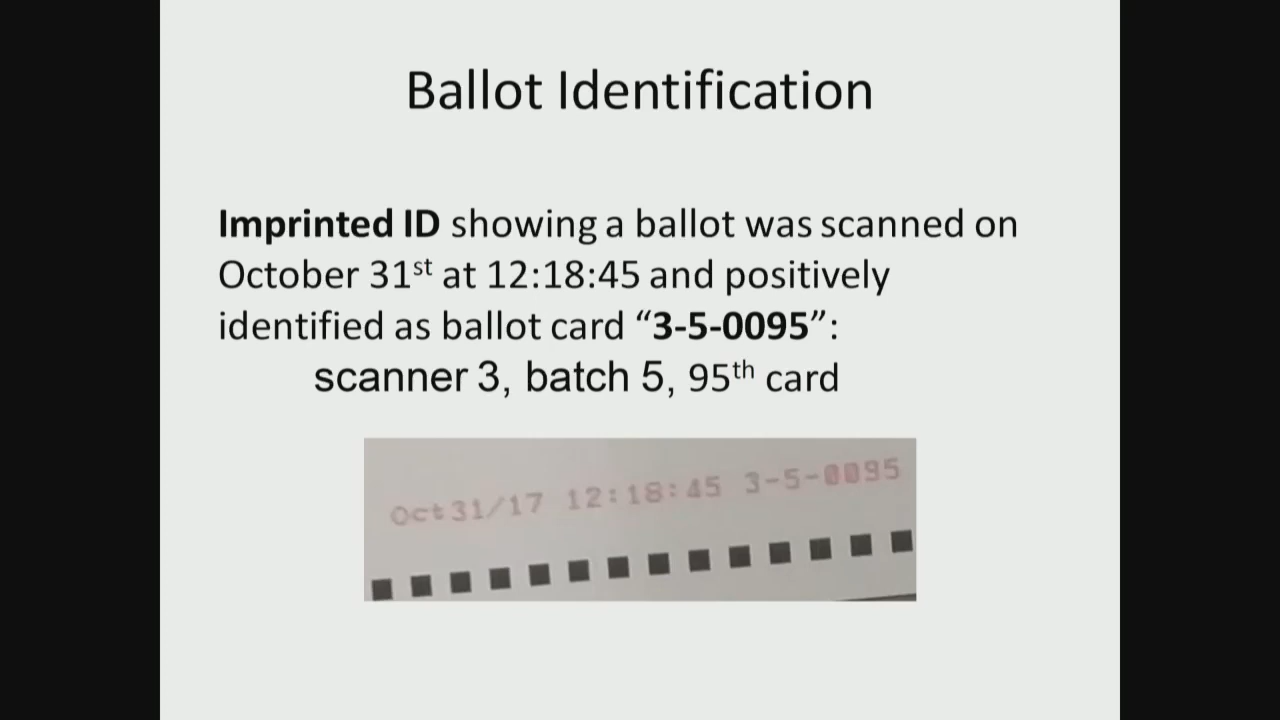 Ballot Identification
Imprinted ID showing a ballot was scanned on
October 31st at 12:18:45 and positively
identified as ballot card “3-5-0095”:
scanner 3, batch 5, 95th card
Oct31/17 12:18:45 3-5-0095